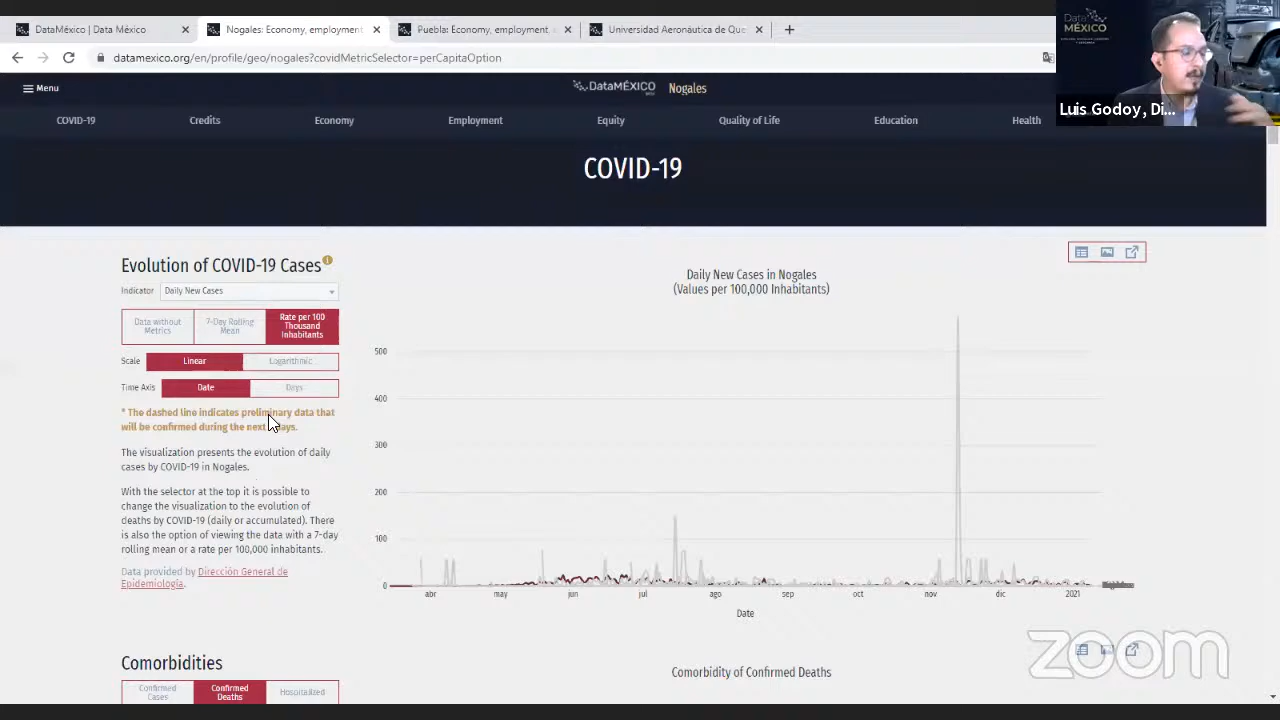 DataMéxico | Data México
Nogales: Economy, employment
Puebla: Economy, employment,
Universidad Aeronáutica de Que
datamexico.org/en/profile/geo/nogales?covidMetricSelector=perCapitaOption
Data
MÉXICO
Luis Godoy, Di...
Menu
DataMÉXICO
Nogales
COVID-19
Credits
Economy
Employment
Equity
Quality of Life
Education
Health
COVID-19
Evolution of COVID-19 Cases
Indicator
Daily New Cases
Data without
Metrics
7-Day Rolling
Mean
Rate per 100
Thousand
Inhabitants
Scale
Linear
Logarithmic
Time Axis
Date
Days
* The dashed line indicates preliminary data that
will be confirmed during the next days.
The visualization presents the evolution of daily
cases by COVID-19 in Nogales.
With the selector at the top it is possible to
change the visualization to the evolution of
deaths by COVID-19 (daily or accumulated). There
is also the option of viewing the data with a 7-day
rolling mean or a rate per 100,000 inhabitants.
Data provided by Dirección General de
Epidemiología.
Daily New Cases in Nogales
(Values per 100,000 Inhabitants)
500
400
300
200
100
0
abr
may
jun
jul
ago
sep
oct
nov
dic
2021
Date
zoom
Comorbidities
Confirmed
Cases
Confirmed
Deaths
Hospitalized
Comorbidity of Confirmed Deaths